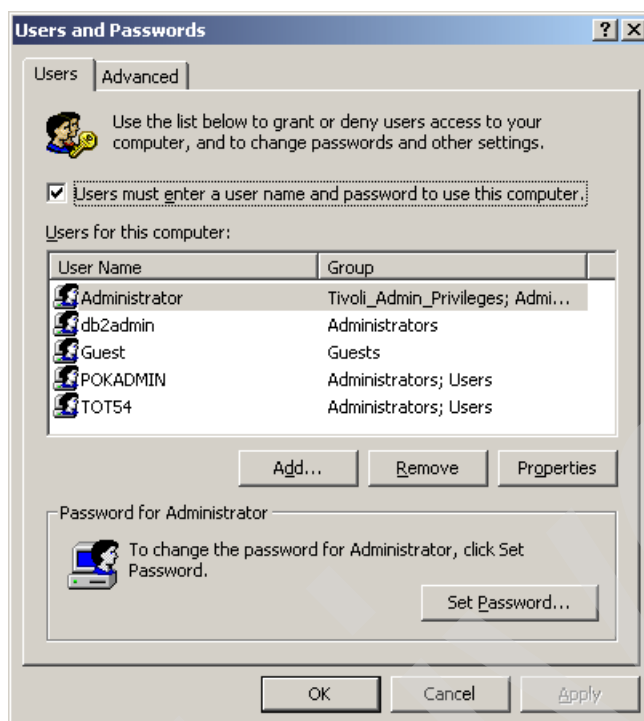 Users and Passwords
Users
Advanced
Use the list below to grant or deny users access to your
computer, and to change passwords and other settings.
Users must enter a user name and password to use this computer.
Users for this computer:
User Name Group
Administrator Tivoli_Admin_Privileges; Admi...
db2admin Administrators
Guest Guests
POKADMIN Administrators; Users
TOT54 Administrators; Users
Add... Remove Properties
Password for Administrator
To change the password for Administrator, click Set
Password.
Set Password...
OK Cancel Apply